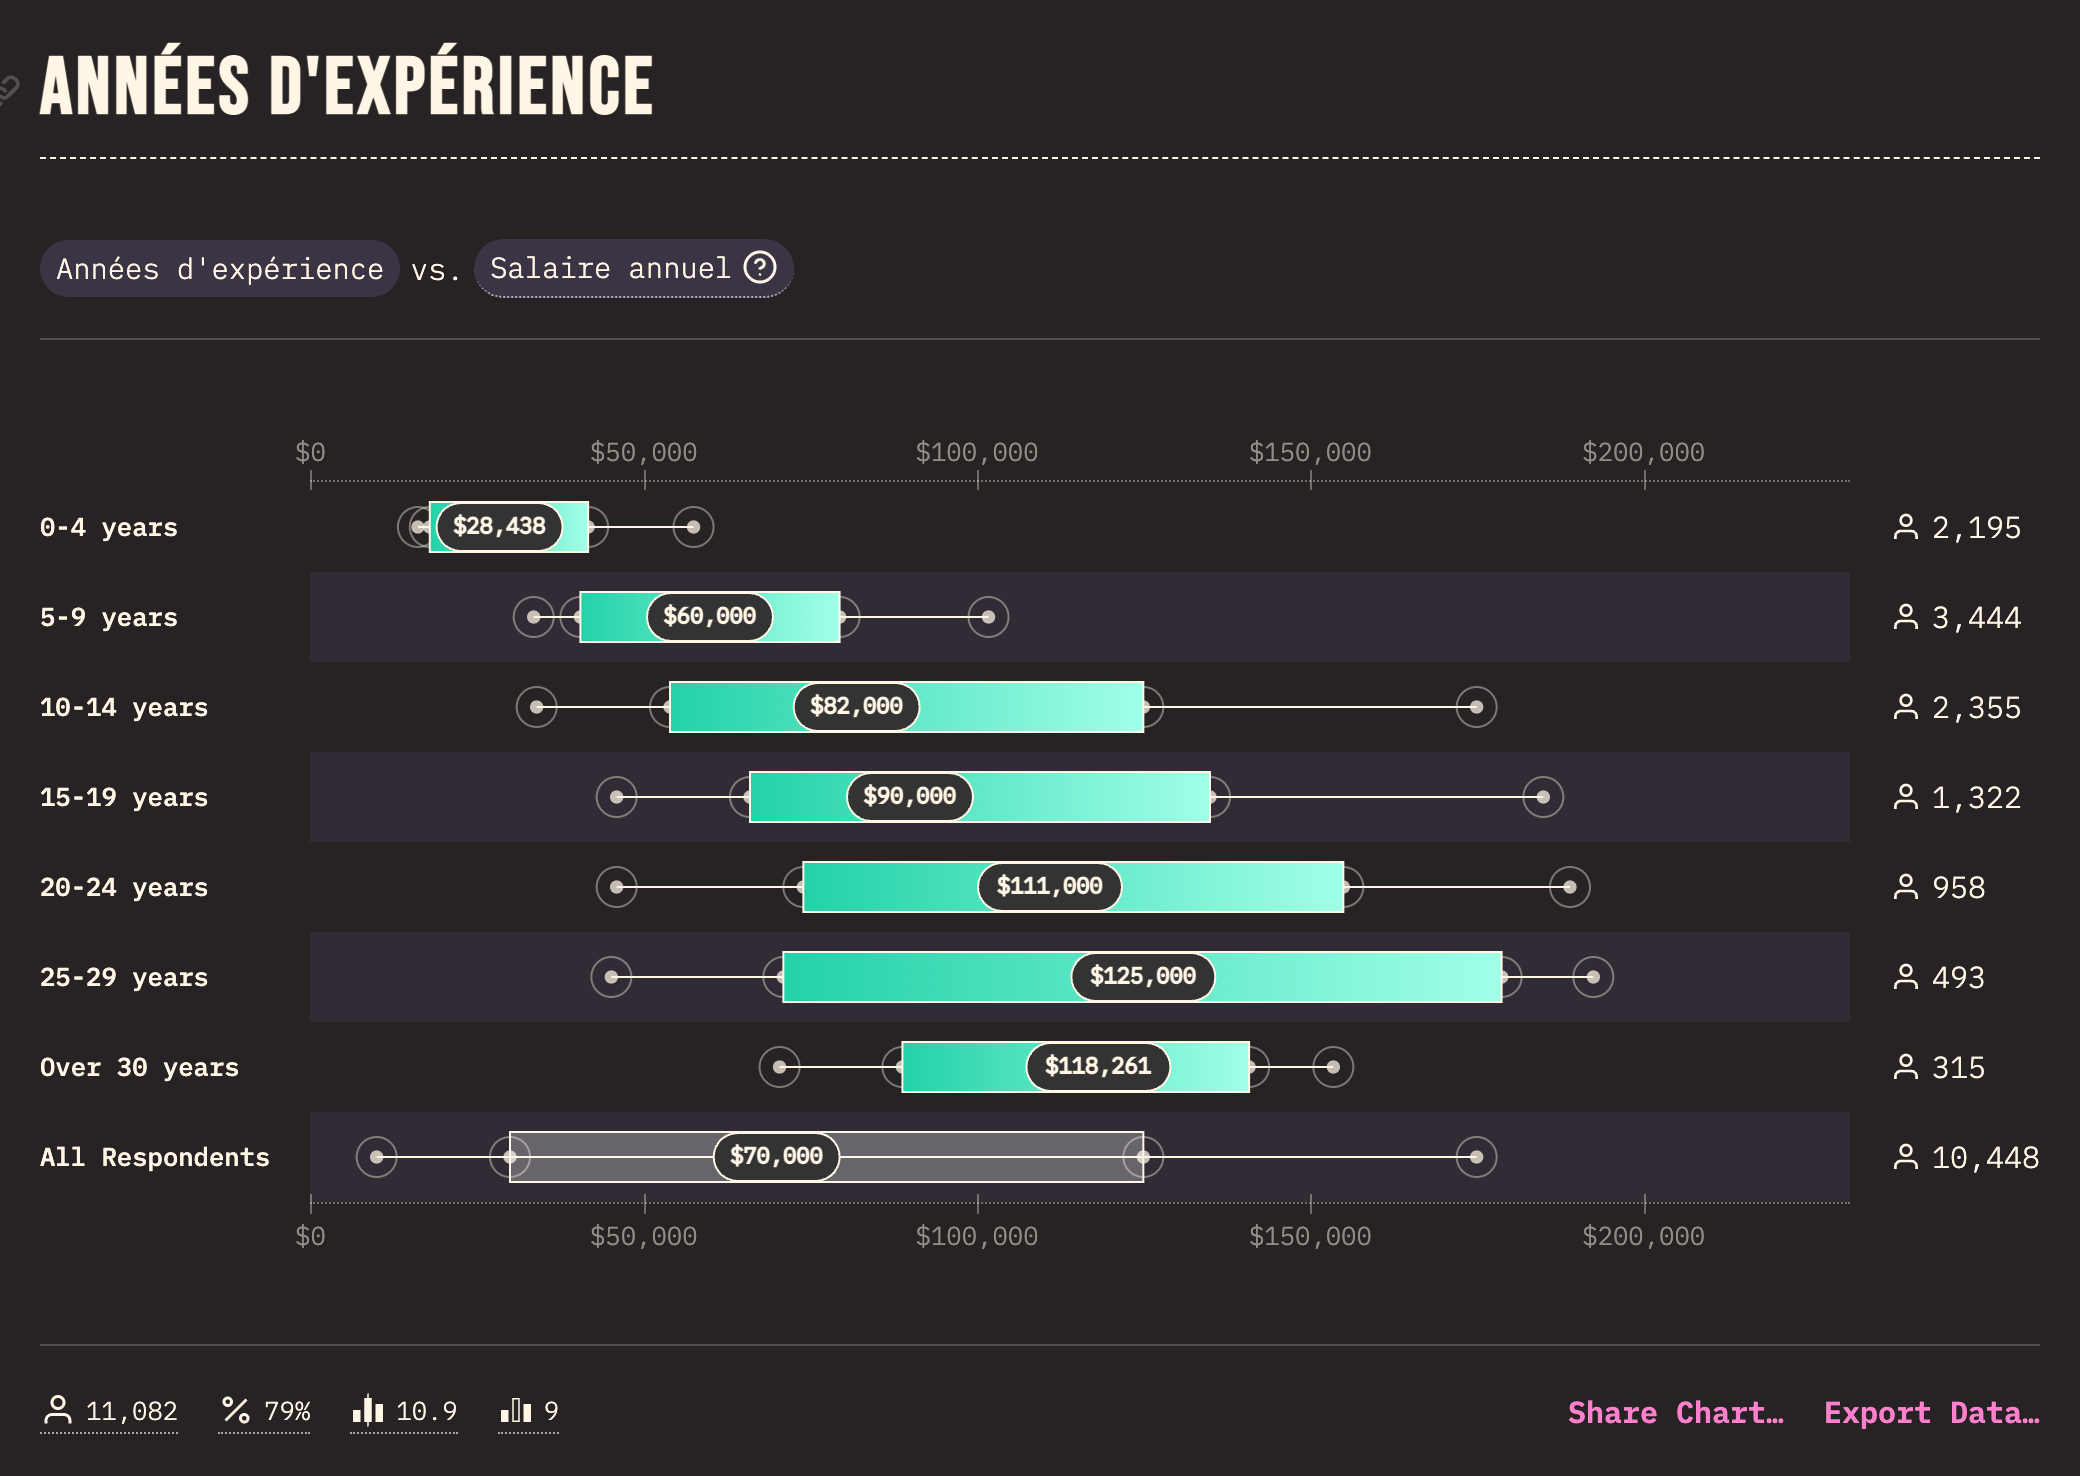 ANNÉES D'EXPÉRIENCE
Années d'expérience vs. Salaire annuel ?
$0 $50,000 $100,000 $150,000 $200,000
0-4 years $28,438 2,195
5-9 years $60,000 3,444
10-14 years $82,000 2,355
15-19 years $90,000 1,322
20-24 years $111,000 958
25-29 years $125,000 493
Over 30 years $118,261 315
All Respondents $70,000 10,448
$0 $50,000 $100,000 $150,000 $200,000
11,082 79% 10.9 9 Share Chart… Export Data…